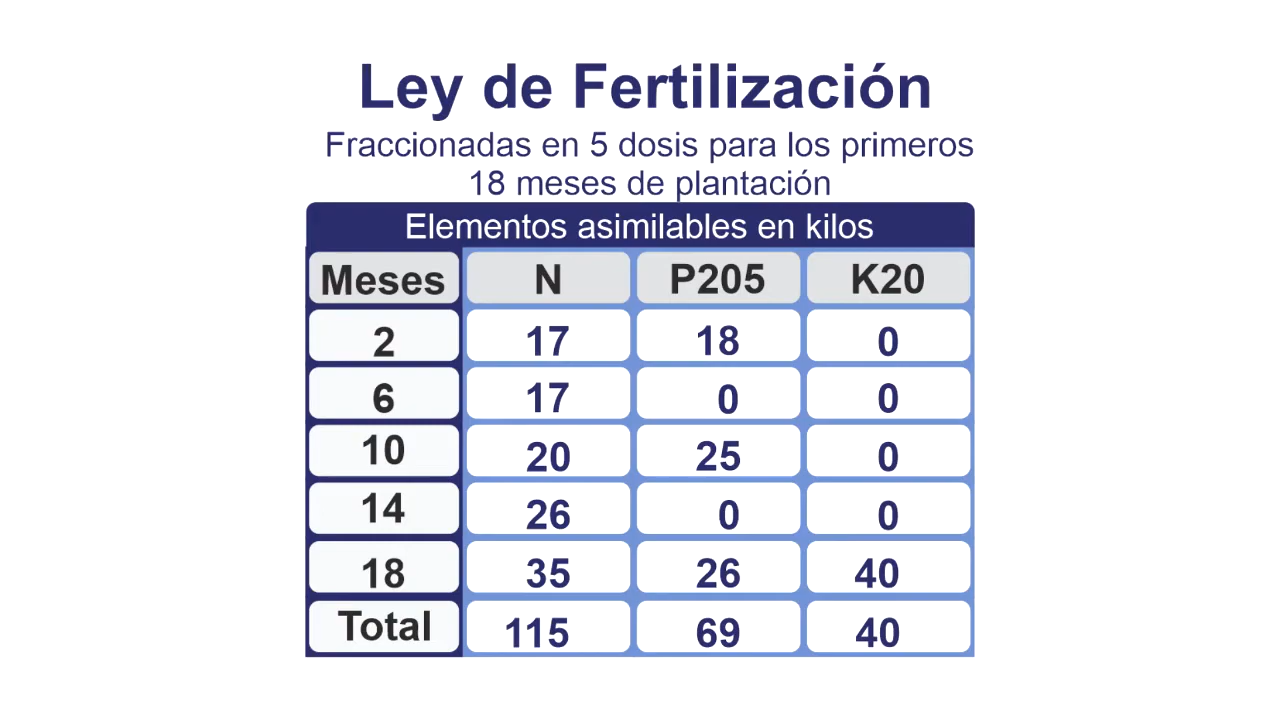 Ley de Fertilización
Fraccionadas en 5 dosis para los primeros
18 meses de plantación
Elementos asimilables en kilos
Meses N P205 K20
2 17 18 0
6 17 0 0
10 20 25 0
14 26 0 0
18 35 26 40
Total 115 69 40